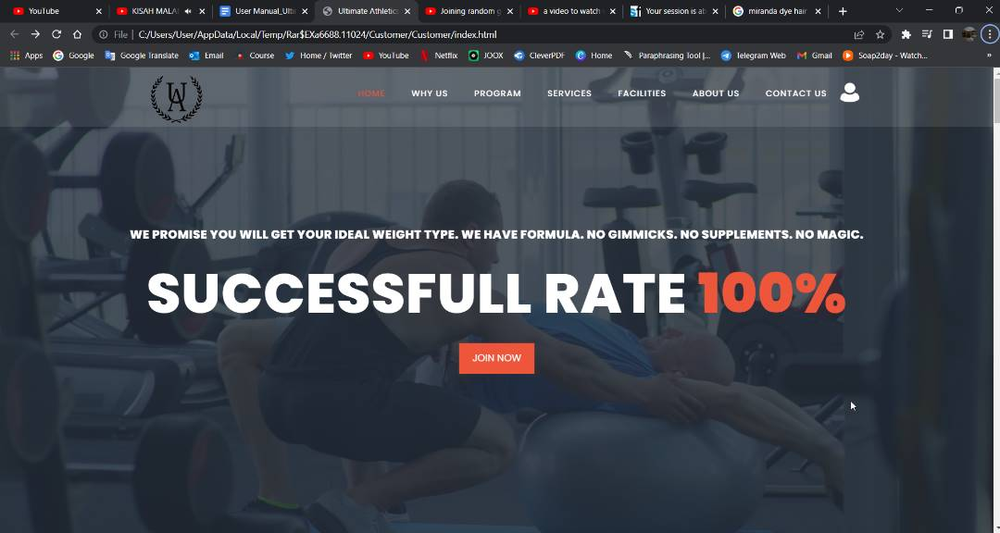 YouTube
KISAH MALA
User Manual_Ulti
Ultimate Athletic
Joining random g
a video to watch
Your session is ab
miranda dye hair
File | C:/Users/User/AppData/Local/Temp/Rar$EXa6688.11024/Customer/Customer/index.html
Apps Google Google Translate Email Course Home / Twitter YouTube Netflix JOOX CleverPDF Home Paraphrasing Tool |... Telegram Web Gmail Soap2day - Watch... »
UA
HOME WHY US PROGRAM SERVICES FACILITIES ABOUT US CONTACT US
WE PROMISE YOU WILL GET YOUR IDEAL WEIGHT TYPE. WE HAVE FORMULA. NO GIMMICKS. NO SUPPLEMENTS. NO MAGIC.
SUCCESSFULL RATE 100%
JOIN NOW